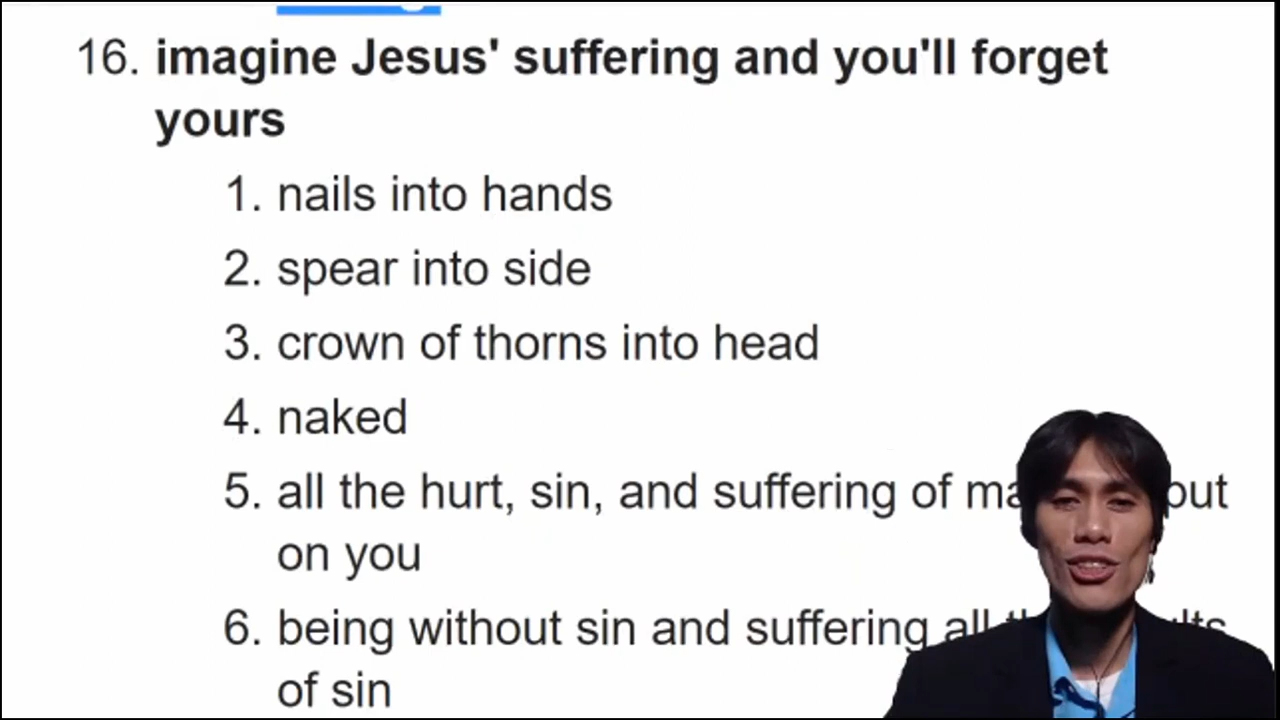 16. imagine Jesus' suffering and you'll forget
yours
1. nails into hands
2. spear into side
3. crown of thorns into head
4. naked
5. all the hurt, sin, and suffering of
on you
6. being without sin and suffering all
of sin